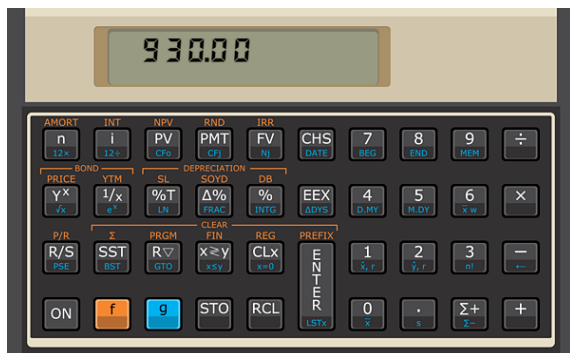 930.00
AMORT INT NPV RND IRR
n i PV PMT FV CHS 7 8 9 ÷
12× 12÷ CFo CFj Nj DATE BEG END MEM
BOND DEPRECIATION
PRICE YTM SL SOYD DB
Yˣ 1/x %T Δ% % EEX 4 5 6 ×
√x eˣ LN FRAC INTG ΔDYS D.MY M.DY x̄ w
CLEAR
P/R Σ PRGM FIN REG PREFIX
R/S SST R▽ x≷y CLx ENTER 1 2 3 −
PSE BST GTO x≤y x=0 x̂, r ŷ, r n! ←
ON f g STO RCL 0 . Σ+ +
LSTx x̄ s Σ−